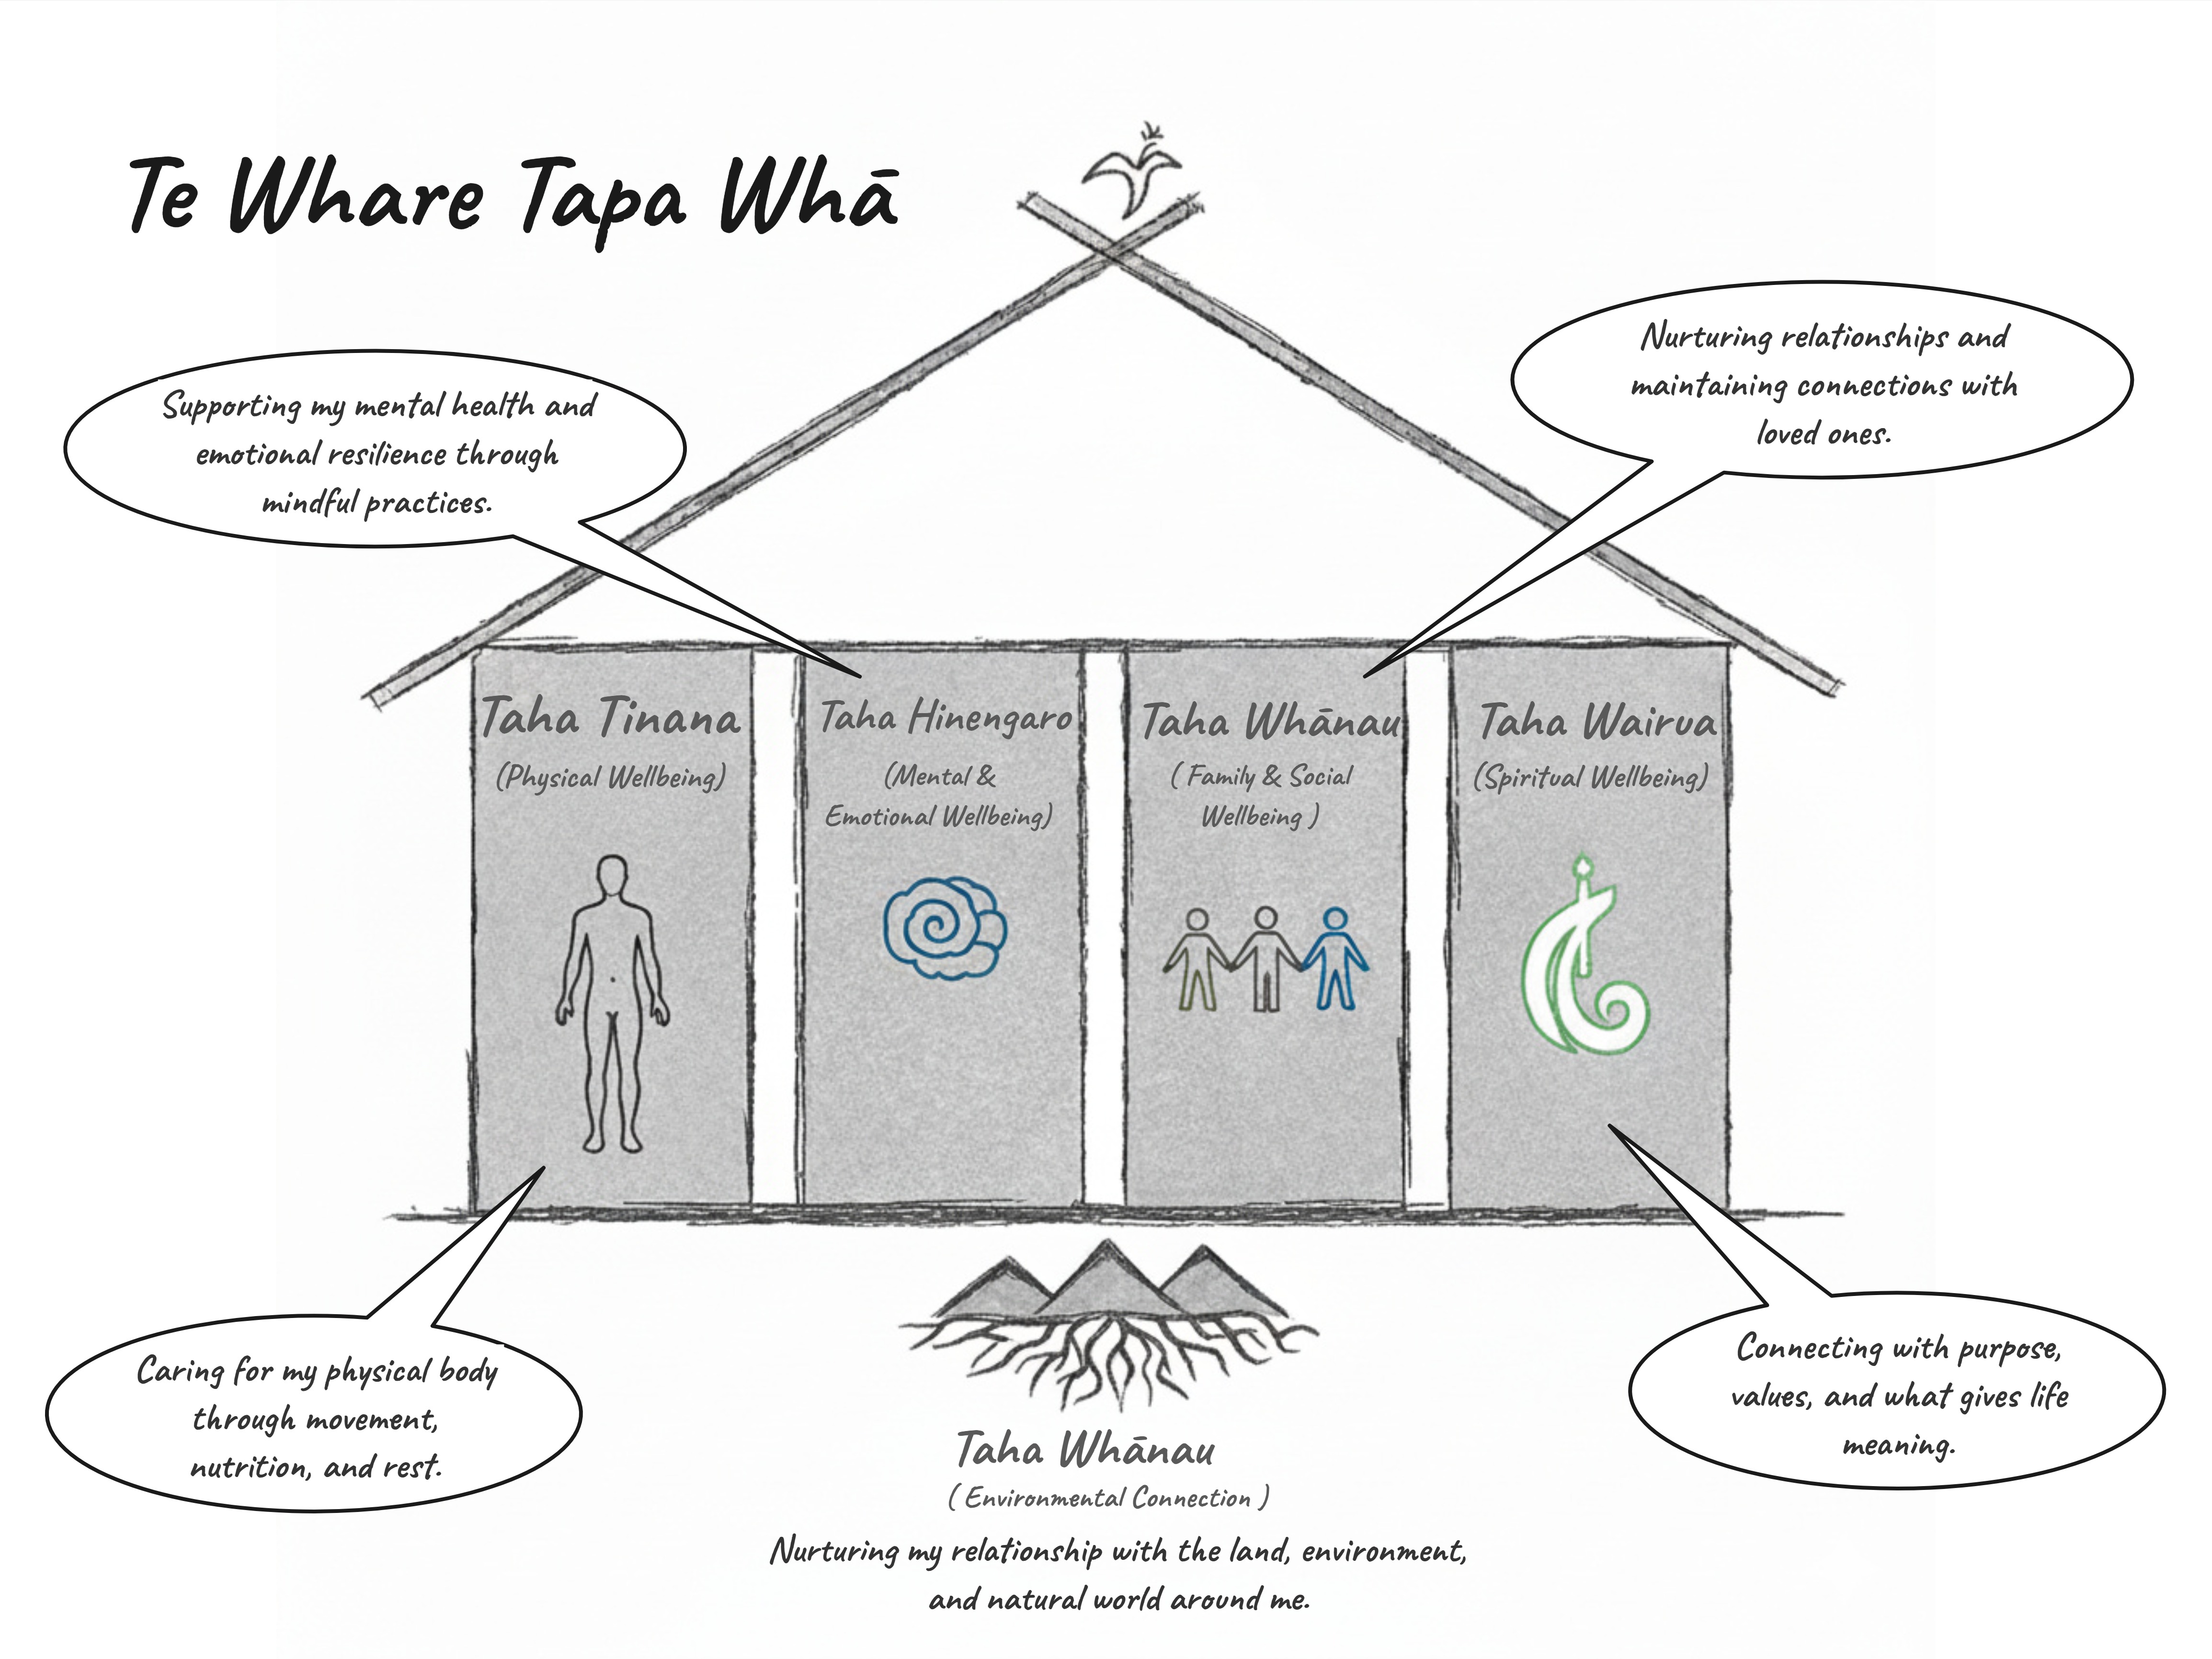 Te Whare Tapa Whā
Supporting my mental health and
emotional resilience through
mindful practices.
Nurturing relationships and
maintaining connections with
loved ones.
Taha Tinana
(Physical Wellbeing)
Taha Hinengaro
(Mental &
Emotional Wellbeing)
Taha Whānau
( Family & Social
Wellbeing )
Taha Wairua
(Spiritual Wellbeing)
Caring for my physical body
through movement,
nutrition, and rest.
Connecting with purpose,
values, and what gives life
meaning.
Taha Whānau
( Environmental Connection )
Nurturing my relationship with the land, environment,
and natural world around me.